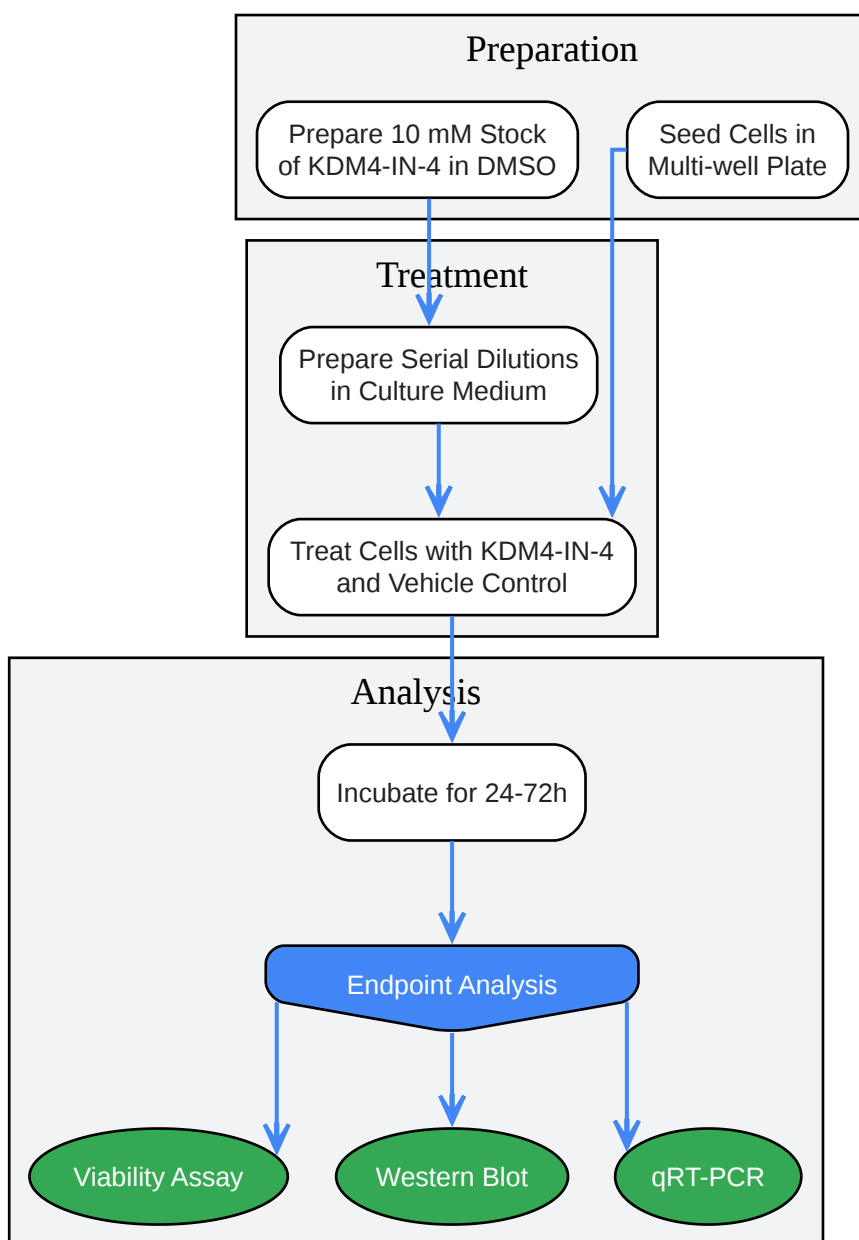 Preparation
Prepare 10 mM Stock
of KDM4-IN-4 in DMSO
Seed Cells in
Multi-well Plate
Treatment
Prepare Serial Dilutions
in Culture Medium
Treat Cells with KDM4-IN-4
and Vehicle Control
Analysis
Incubate for 24-72h
Endpoint Analysis
Viability Assay
Western Blot
qRT-PCR